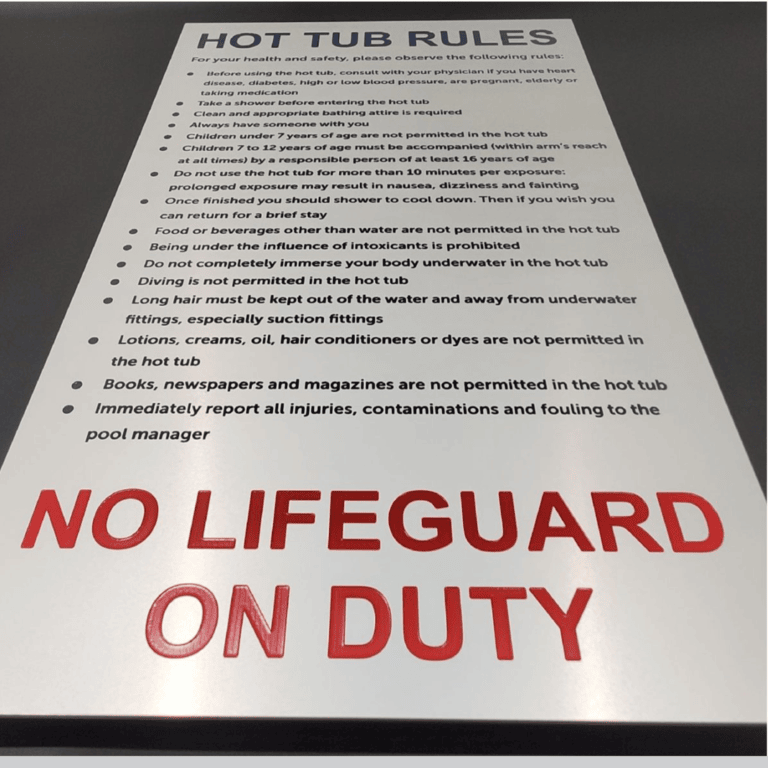 HOT TUB RULES
For your health and safety, please observe the following rules:
● Before using the hot tub, consult with your physician if you have heart
disease, diabetes, high or low blood pressure, are pregnant, elderly or
taking medication
● Take a shower before entering the hot tub
● Clean and appropriate bathing attire is required
● Always have someone with you
● Children under 7 years of age are not permitted in the hot tub
● Children 7 to 12 years of age must be accompanied (within arm's reach
at all times) by a responsible person of at least 16 years of age
● Do not use the hot tub for more than 10 minutes per exposure:
prolonged exposure may result in nausea, dizziness and fainting
● Once finished you should shower to cool down. Then if you wish you
can return for a brief stay
● Food or beverages other than water are not permitted in the hot tub
● Being under the influence of intoxicants is prohibited
● Do not completely immerse your body underwater in the hot tub
● Diving is not permitted in the hot tub
● Long hair must be kept out of the water and away from underwater
fittings, especially suction fittings
● Lotions, creams, oil, hair conditioners or dyes are not permitted in
the hot tub
● Books, newspapers and magazines are not permitted in the hot tub
● Immediately report all injuries, contaminations and fouling to the
pool manager
NO LIFEGUARD
ON DUTY